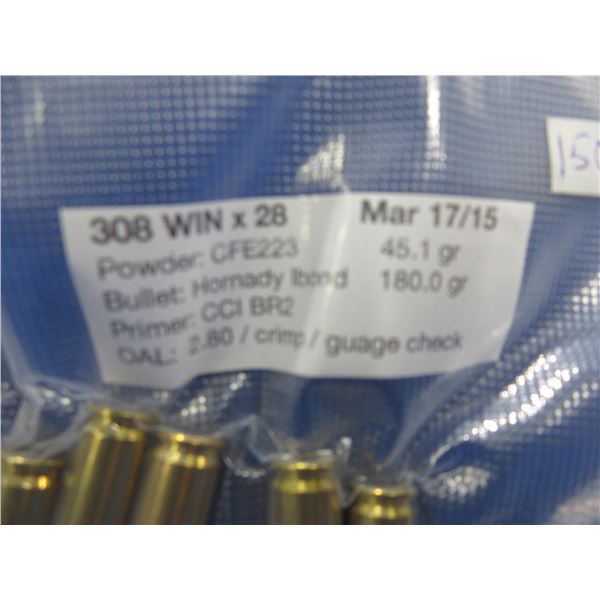 308 WIN x 28 Mar 17/15
Powder: CFE223 45.1 gr
Bullet: Hornady Ibond 180.0 gr
Primer: CCI BR2
OAL: 2.80 / crimp / guage check
150